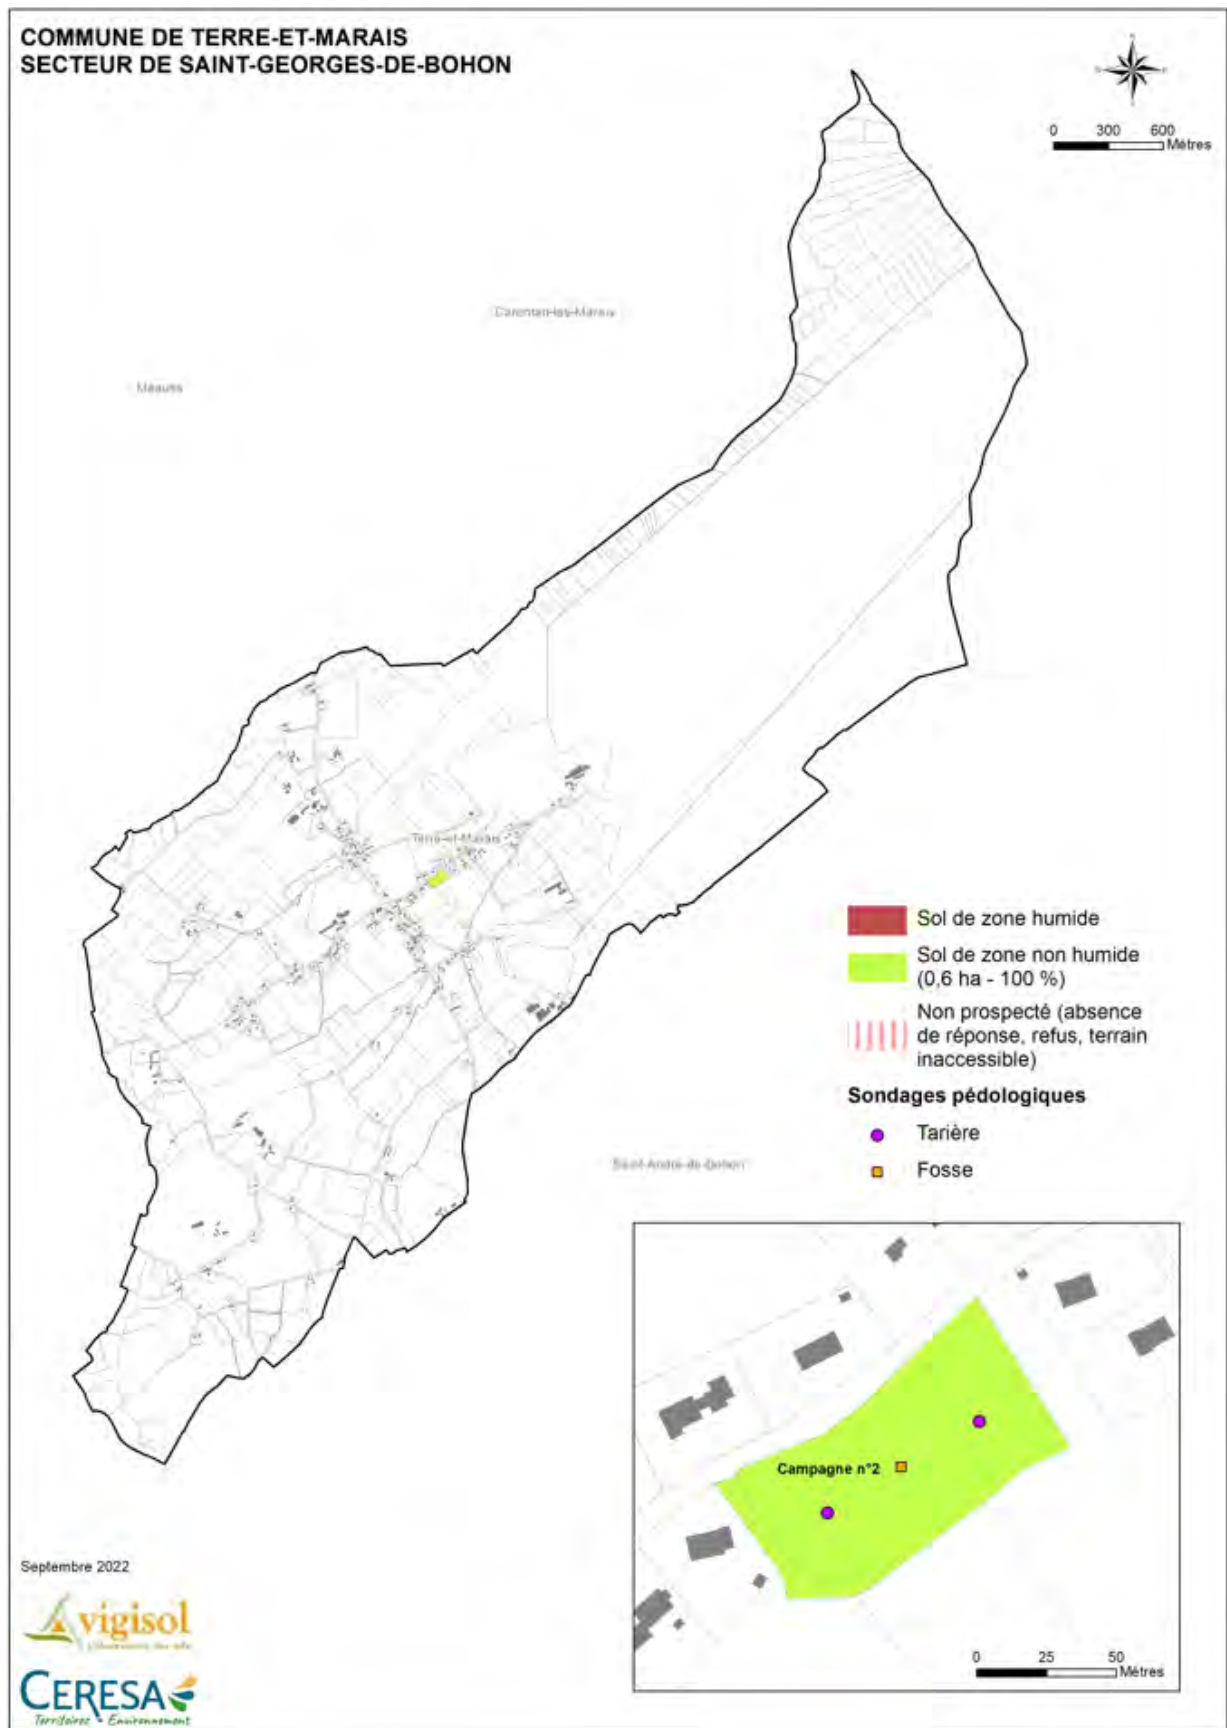 COMMUNE DE TERRE-ET-MARAIS
SECTEUR DE SAINT-GEORGES-DE-BOHON
0 300 600
Mètres
Carentan-les-Marais
Méautis
Terre-et-Marais
Sol de zone humide
Sol de zone non humide
(0,6 ha - 100 %)
Non prospecté (absence
de réponse, refus, terrain
inaccessible)
Sondages pédologiques
Tarière
Fosse
Saint-André-de-Bohon
Campagne n°2
0 25 50
Mètres
Septembre 2022
vigisol
CERESA
Territoires Environnement